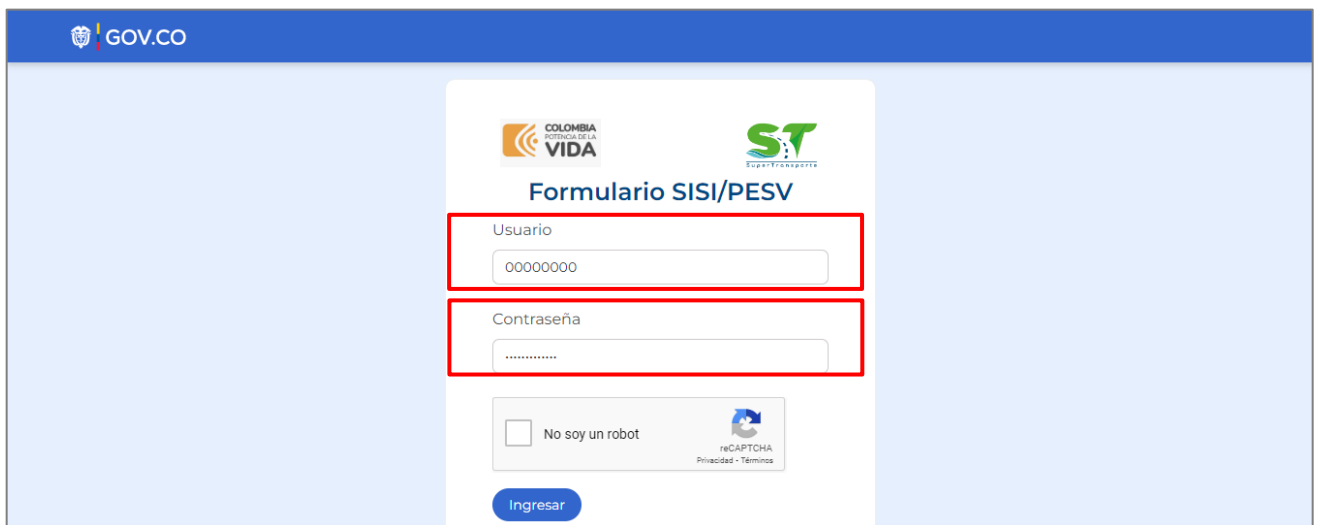 GOV.CO
COLOMBIA
POTENCIA DE LA
VIDA
ST
SuperTransporte
Formulario SISI/PESV
Usuario
00000000
Contraseña
.............
No soy un robot
reCAPTCHA
Privacidad - Términos
Ingresar